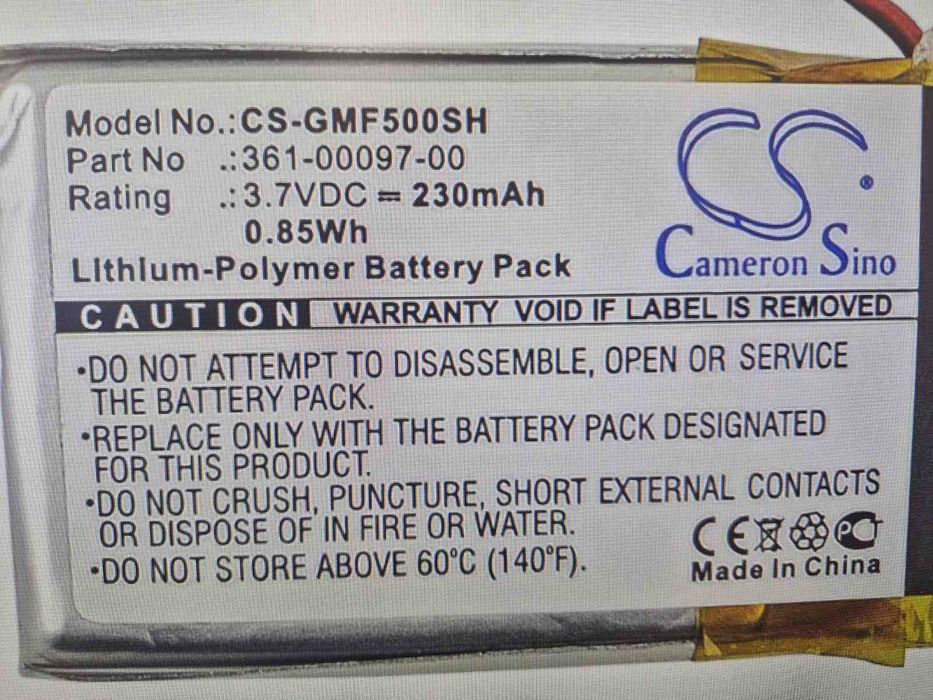 Model No.:CS-GMF500SH
Part No .:361-00097-00
Rating .:3.7VDC ⎓ 230mAh
0.85Wh
Lithium-Polymer Battery Pack
CS
Cameron Sino
CAUTION WARRANTY VOID IF LABEL IS REMOVED
•DO NOT ATTEMPT TO DISASSEMBLE, OPEN OR SERVICE
THE BATTERY PACK.
•REPLACE ONLY WITH THE BATTERY PACK DESIGNATED
FOR THIS PRODUCT.
•DO NOT CRUSH, PUNCTURE, SHORT EXTERNAL CONTACTS
OR DISPOSE OF IN FIRE OR WATER.
•DO NOT STORE ABOVE 60°C (140°F).
CE PCT
Made In China